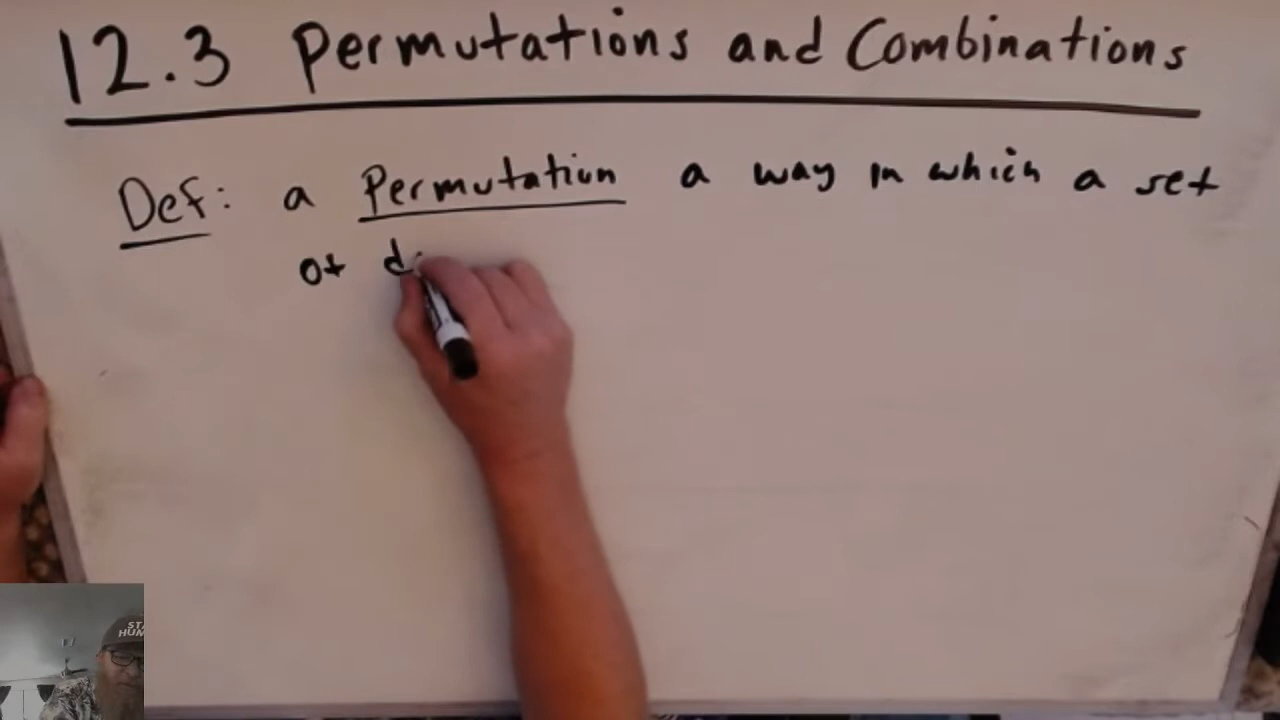 12.3 Permutations and Combinations
Def: a Permutation a way in which a set
of